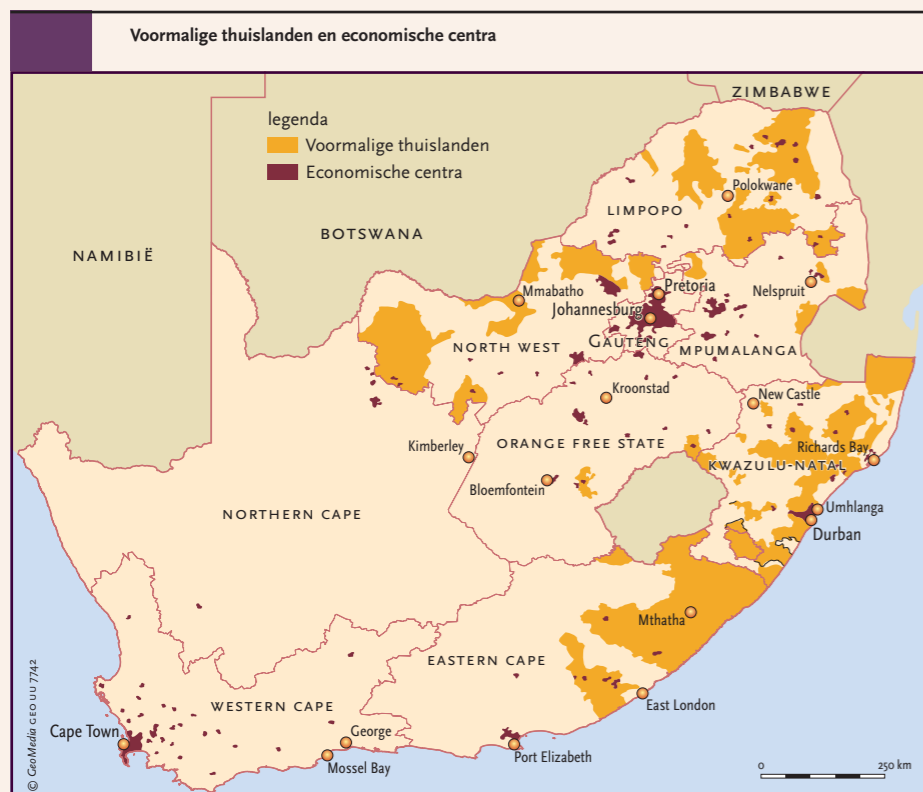 Voormalige thuislanden en economische centra
ZIMBABWE
legenda
Voormalige thuislanden
Economische centra
Polokwane
LIMPOPO
BOTSWANA
NAMIBIË
Mmabatho
Pretoria
Nelspruit
Johannesburg
GAUTENG
NORTH WEST
MPUMALANGA
Kroonstad
New Castle
Kimberley
ORANGE FREE STATE
Richards Bay
KWAZULU-NATAL
Bloemfontein
Umhlanga
NORTHERN CAPE
Durban
Mthatha
EASTERN CAPE
WESTERN CAPE
East London
Cape Town
George
Mossel Bay
Port Elizabeth
0 250 km
© GeoMedia GEO UU 7742